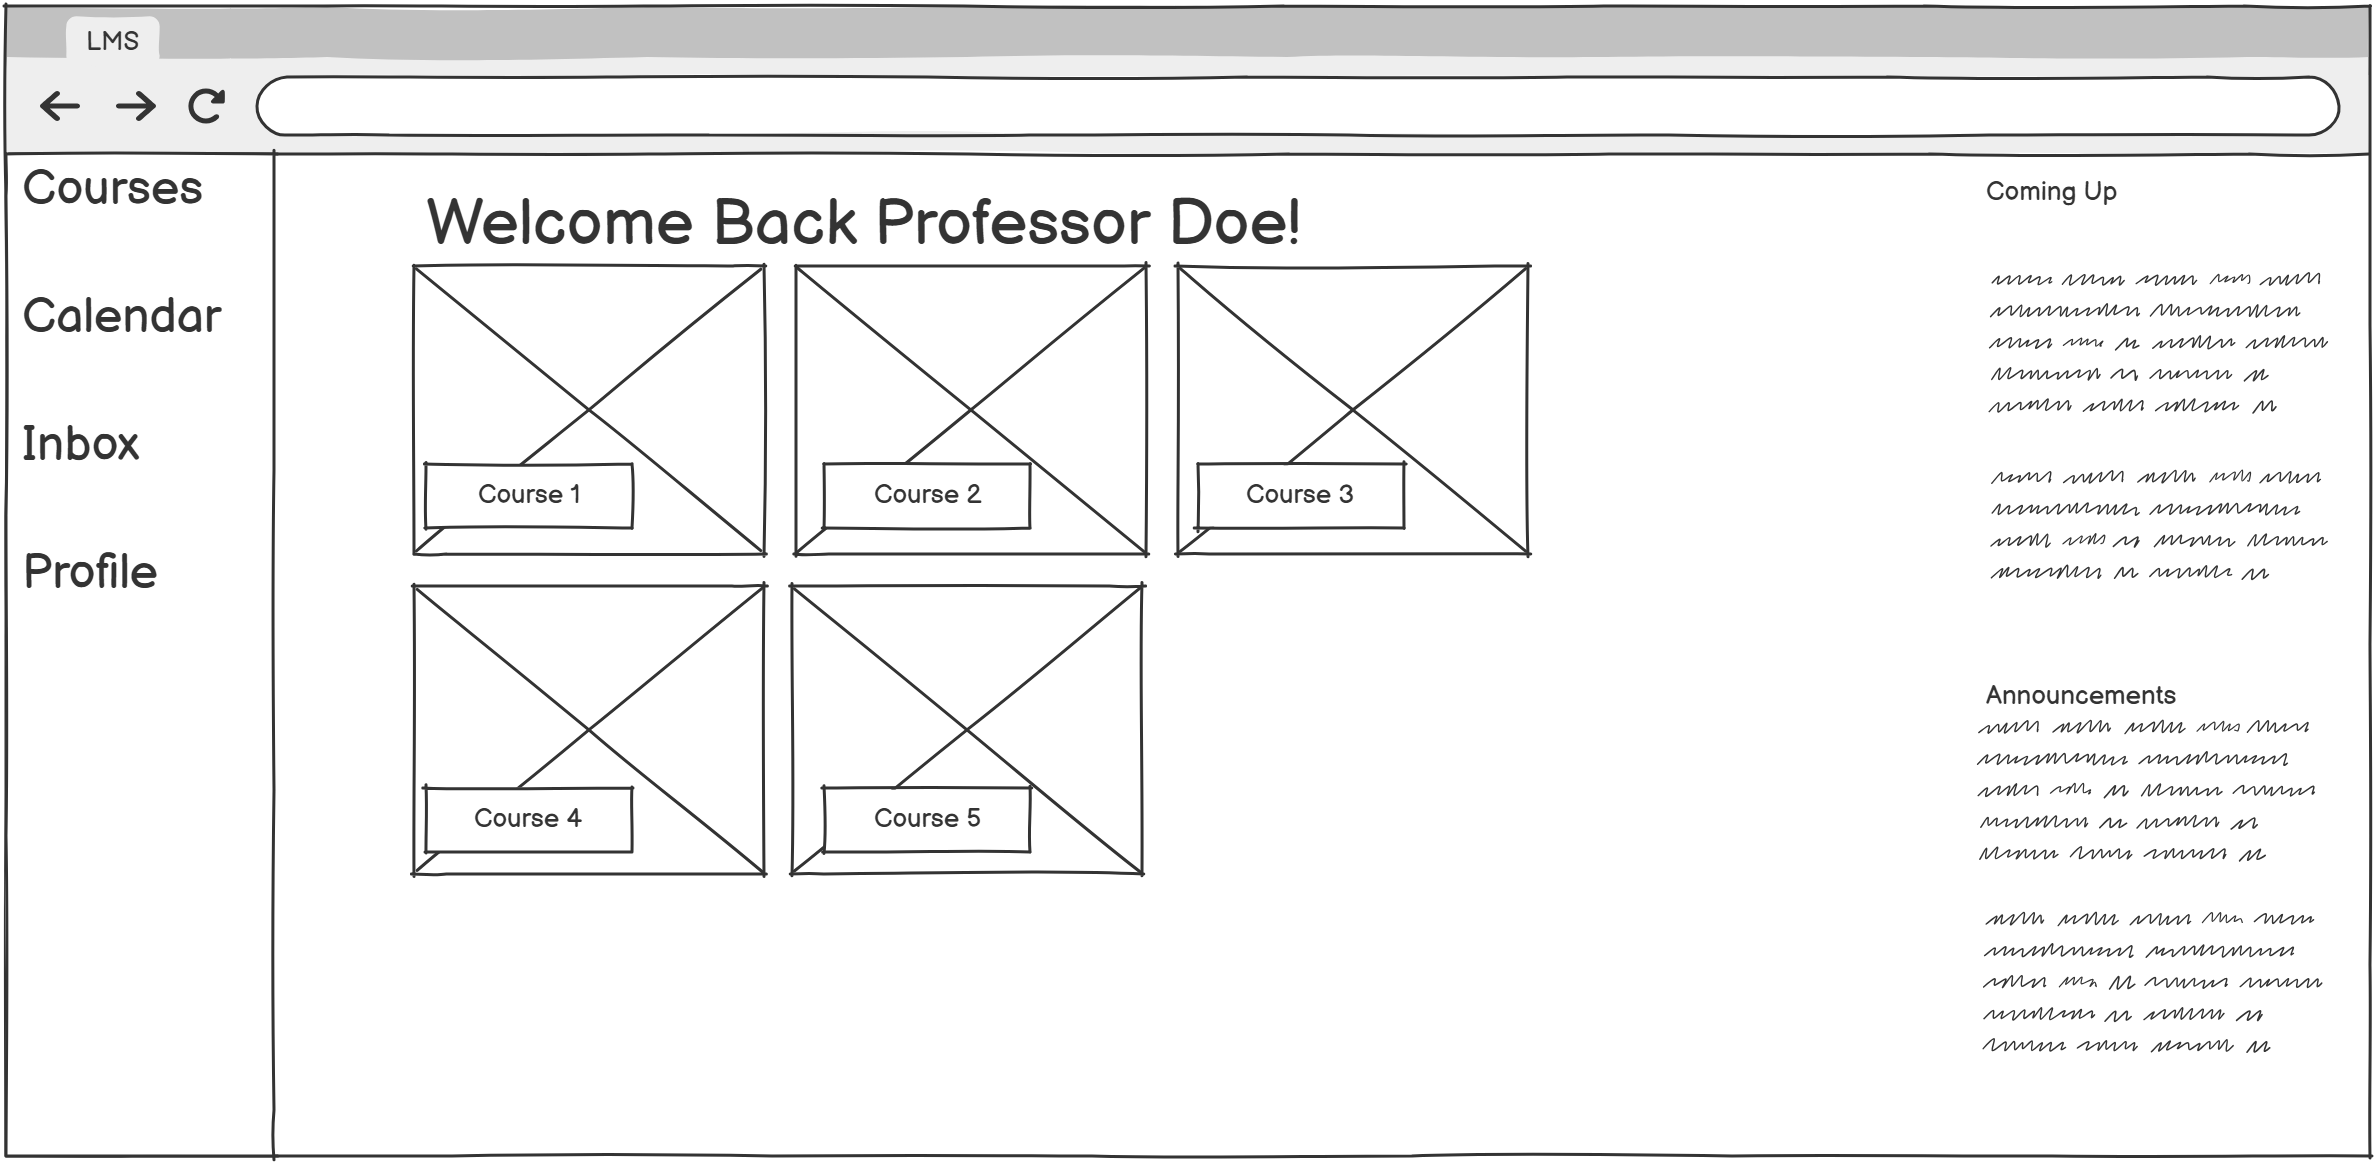 LMS
Courses
Calendar
Inbox
Profile
Welcome Back Professor Doe!
Course 1
Course 2
Course 3
Course 4
Course 5
Coming Up
Announcements